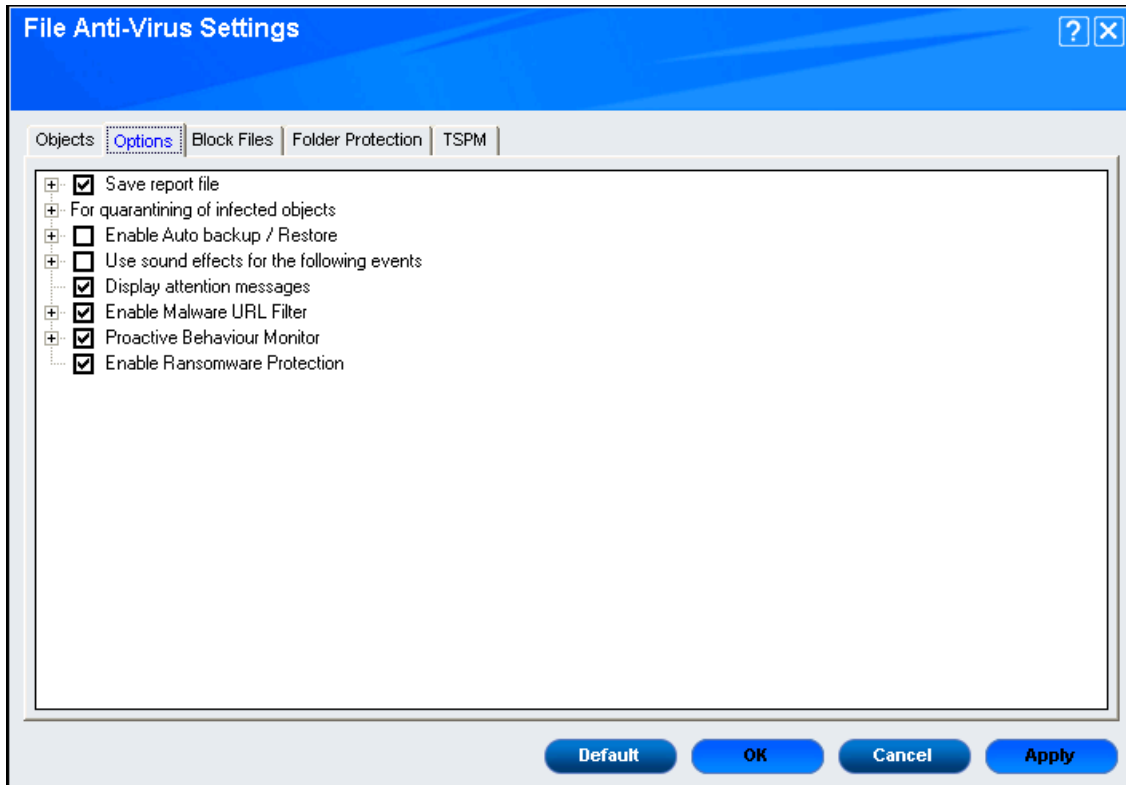 File Anti-Virus Settings
Objects Options Block Files Folder Protection TSPM
Save report file
For quarantining of infected objects
Enable Auto backup / Restore
Use sound effects for the following events
Display attention messages
Enable Malware URL Filter
Proactive Behaviour Monitor
Enable Ransomware Protection
Default OK Cancel Apply